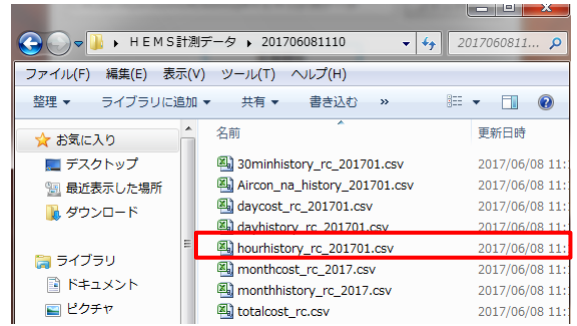 HEMS計測データ ▸ 201706081110
2017060811...
ファイル(F) 編集(E) 表示(V) ツール(T) ヘルプ(H)
整理 ライブラリに追加 共有 書き込む »
お気に入り
デスクトップ
最近表示した場所
ダウンロード
ライブラリ
ドキュメント
ピクチャ
名前 更新日時
30minhistory_rc_201701.csv 2017/06/08 11:
Aircon_na_history_201701.csv 2017/06/08 11:
daycost_rc_201701.csv 2017/06/08 11:
dayhistory_rc_201701.csv 2017/06/08 11:
hourhistory_rc_201701.csv 2017/06/08 11:
monthcost_rc_2017.csv 2017/06/08 11:
monthhistory_rc_2017.csv 2017/06/08 11:
totalcost_rc.csv 2017/06/08 11: